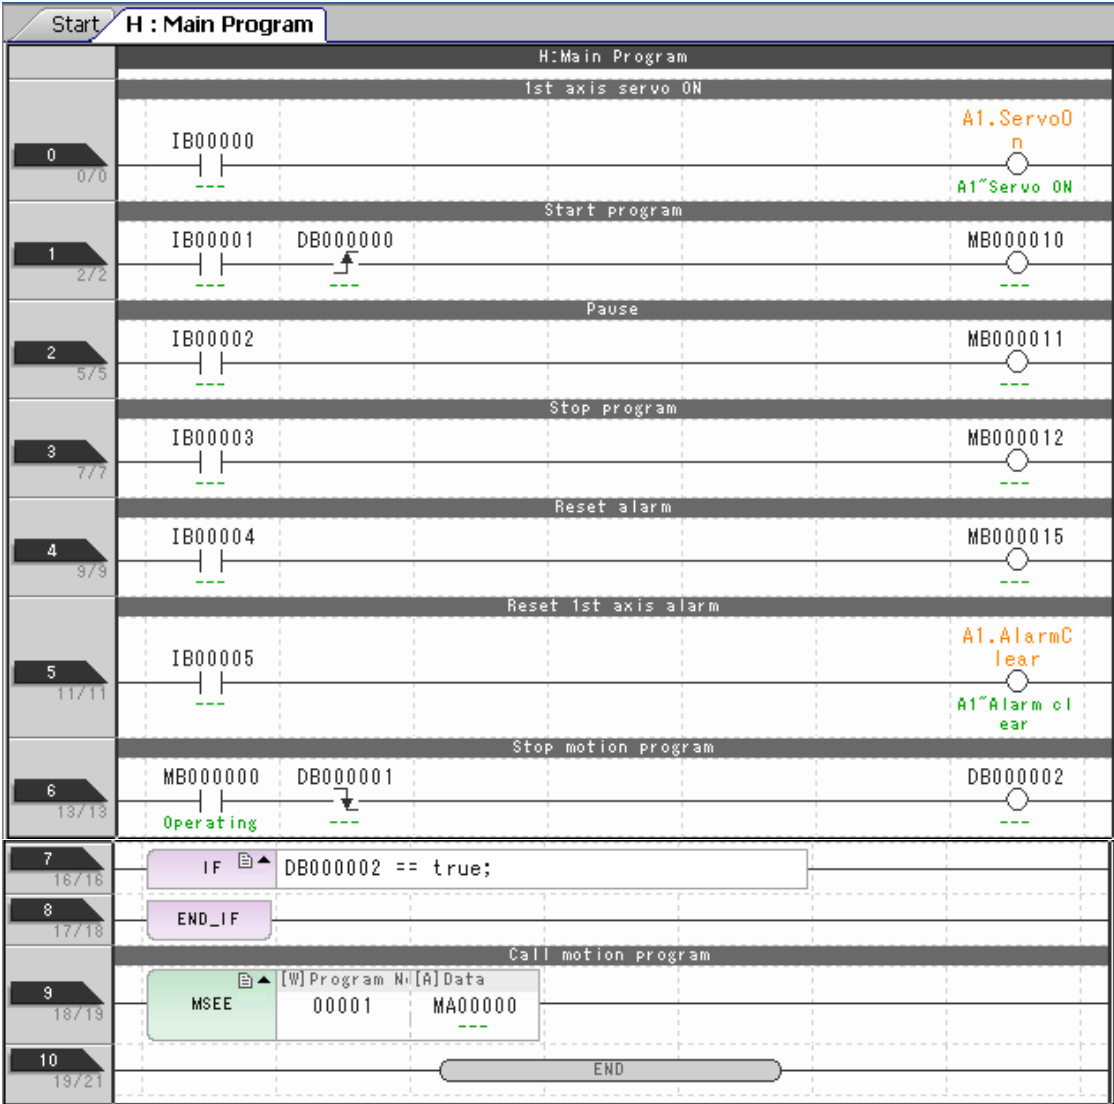 Start
H : Main Program
H:Main Program
1st axis servo ON
A1.ServoO
n
IB00000
0
0/0
---
A1~Servo ON
Start program
IB00001 DB000000 MB000010
1
2/2
--- --- ---
Pause
IB00002 MB000011
2
5/5
--- ---
Stop program
IB00003 MB000012
3
7/7
--- ---
Reset alarm
IB00004 MB000015
4
9/9
--- ---
Reset 1st axis alarm
A1.AlarmC
lear
IB00005
5
11/11
---
A1~Alarm cl
ear
Stop motion program
MB000000 DB000001 DB000002
6
13/13
Operating --- ---
7
16/16
IF DB000002 == true;
8
17/18
END_IF
Call motion program
[W]Program N [A]Data
9
18/19
MSEE 00001 MA00000
---
10
19/21
END